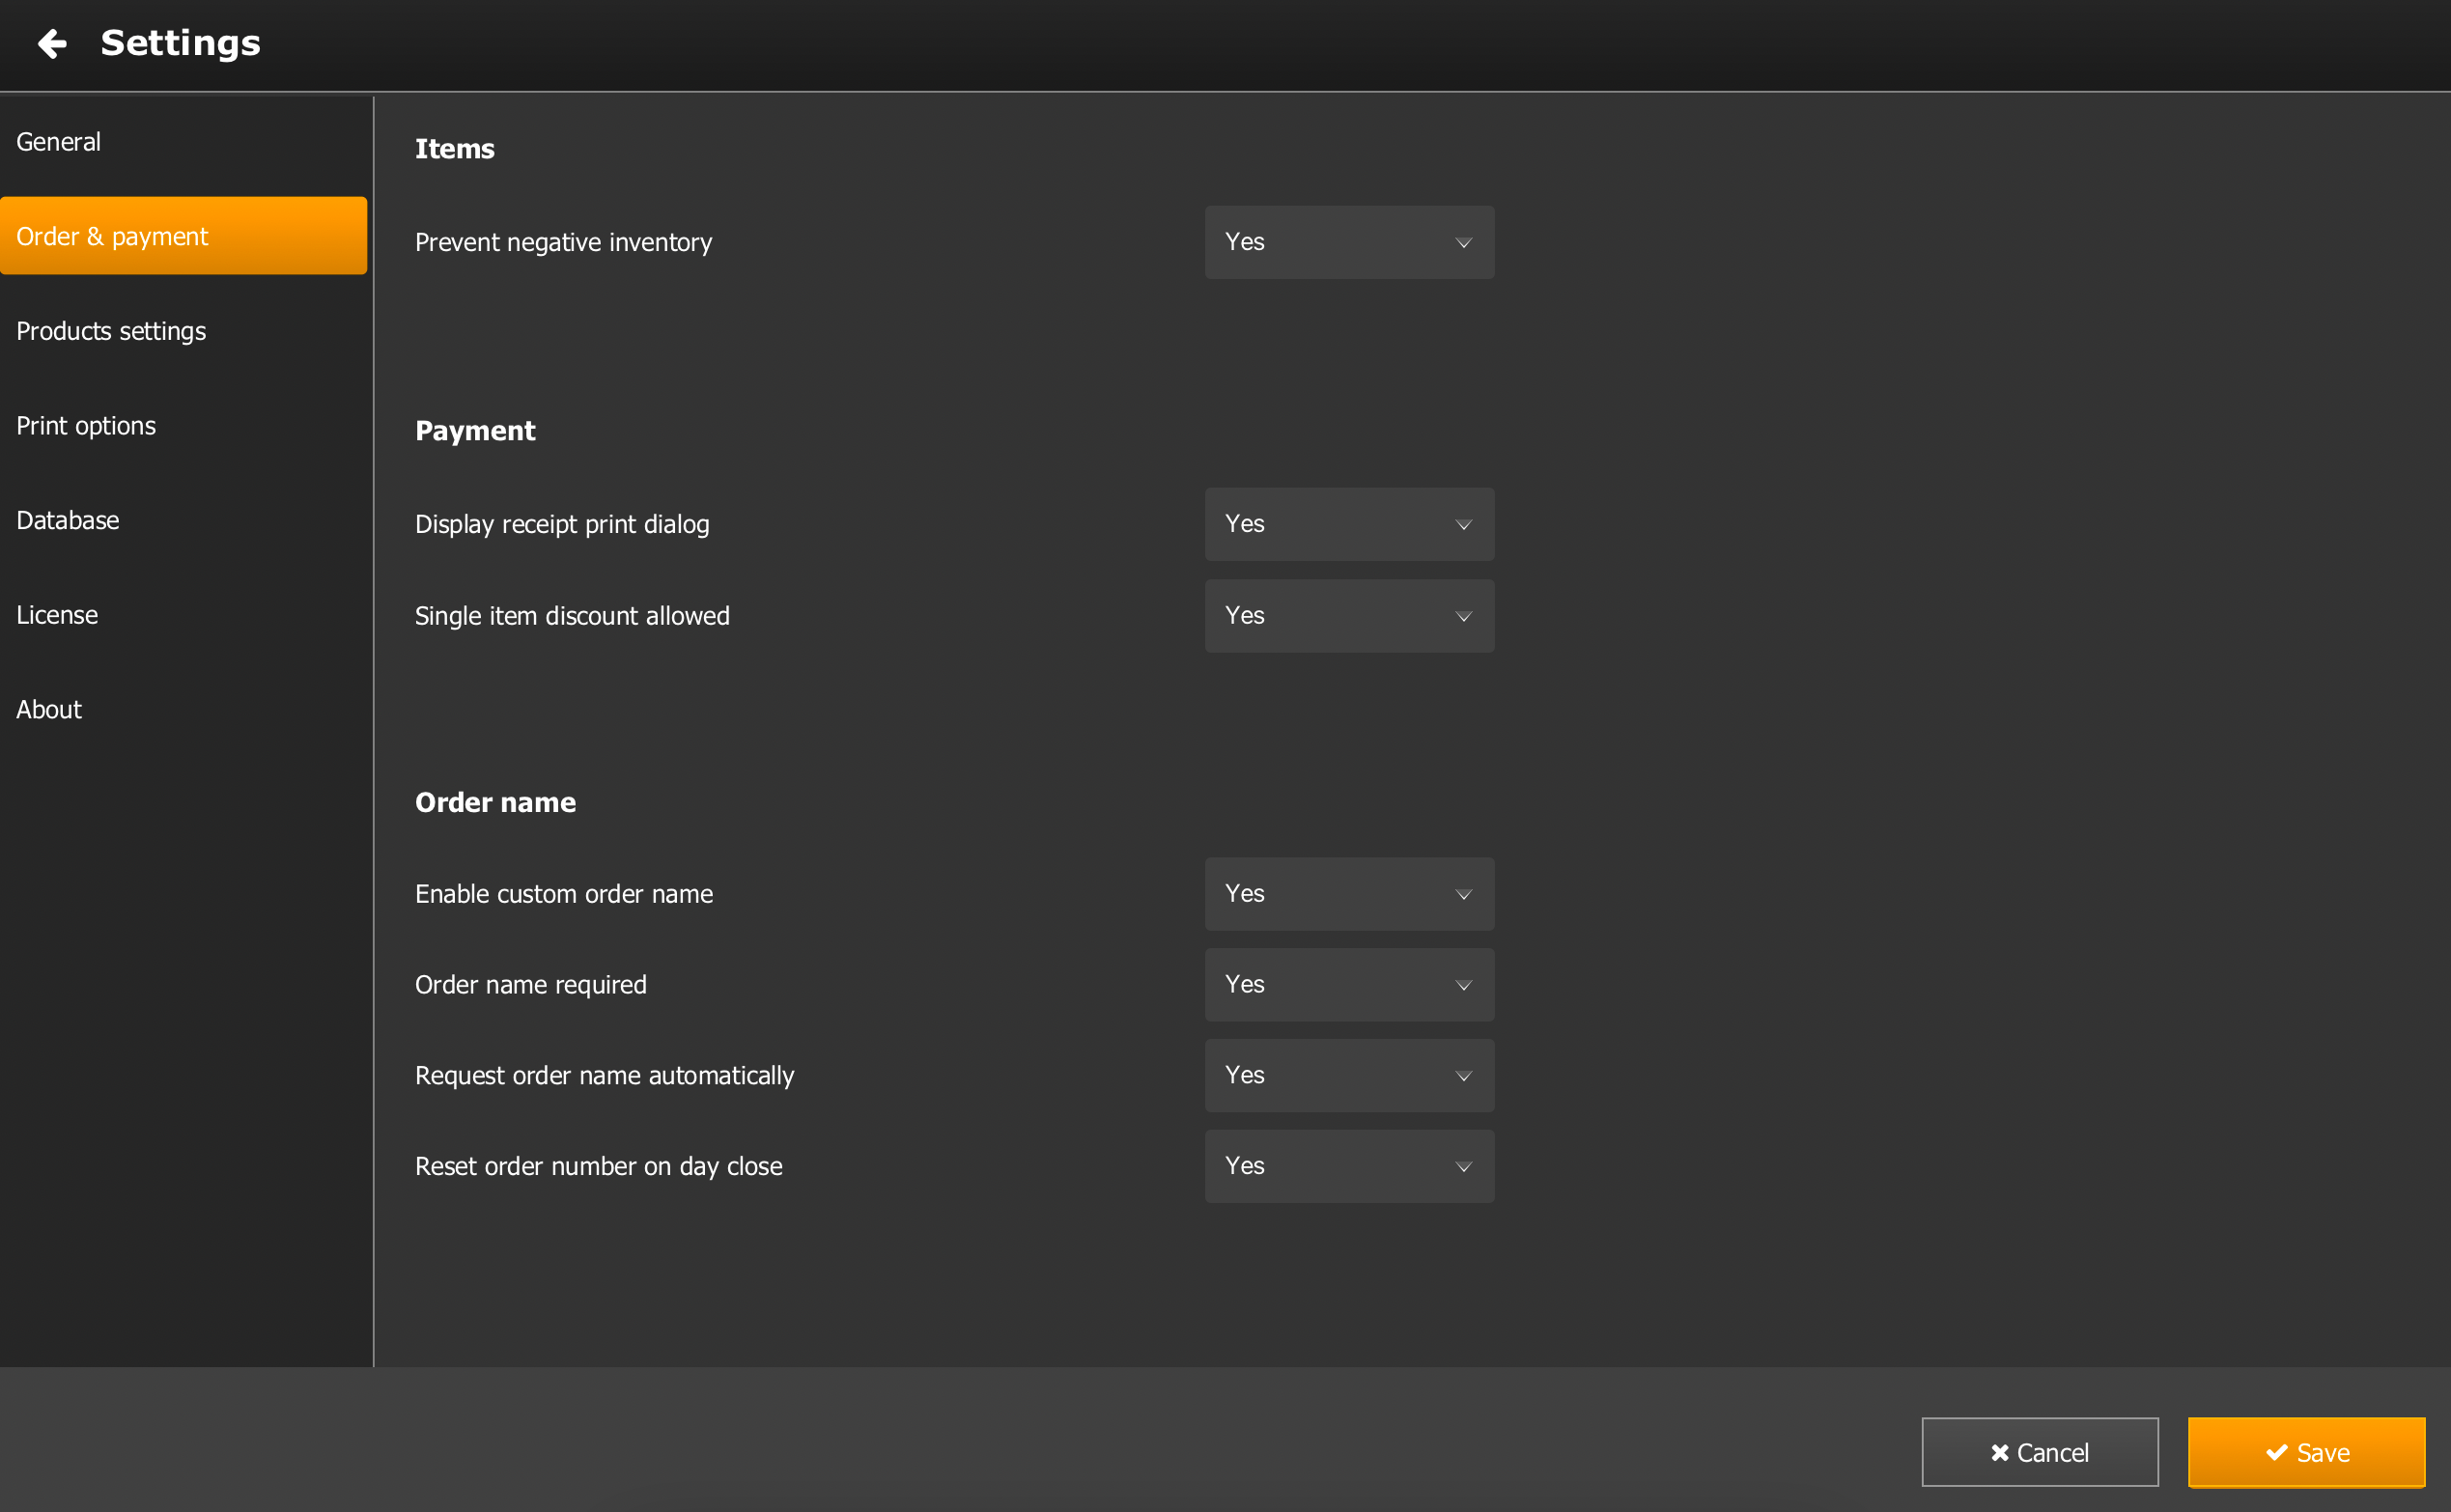 Settings
General
Order & payment
Products settings
Print options
Database
License
About
Items
Prevent negative inventory Yes
Payment
Display receipt print dialog Yes
Single item discount allowed Yes
Order name
Enable custom order name Yes
Order name required Yes
Request order name automatically Yes
Reset order number on day close Yes
Cancel Save